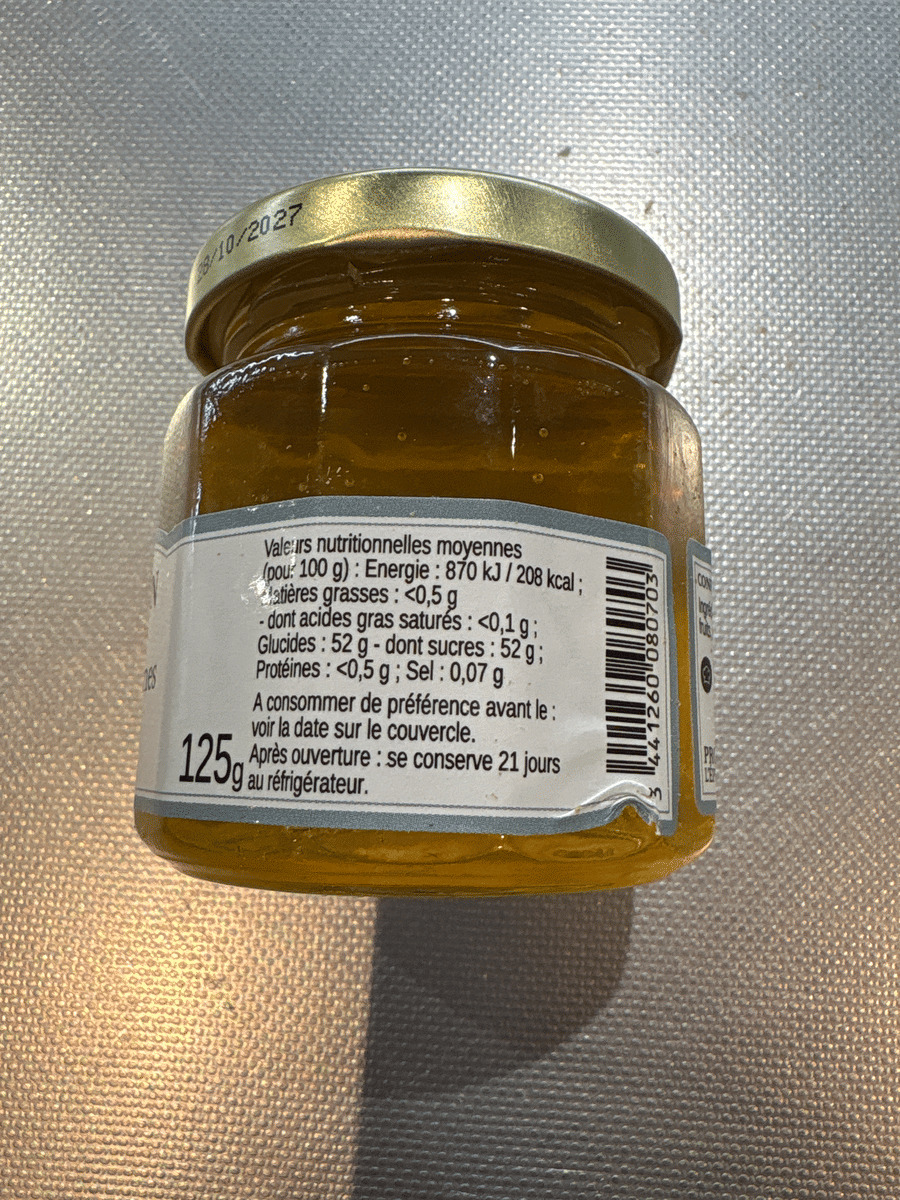 28/10/2027
Valeurs nutritionnelles moyennes
(pour 100 g) : Energie : 870 kJ / 208 kcal ;
Matières grasses : <0,5 g
- dont acides gras saturés : <0,1 g ;
Glucides : 52 g - dont sucres : 52 g ;
Protéines : <0,5 g ; Sel : 0,07 g
A consommer de préférence avant le :
voir la date sur le couvercle.
Après ouverture : se conserve 21 jours
au réfrigérateur.
125g
3 441260 080703